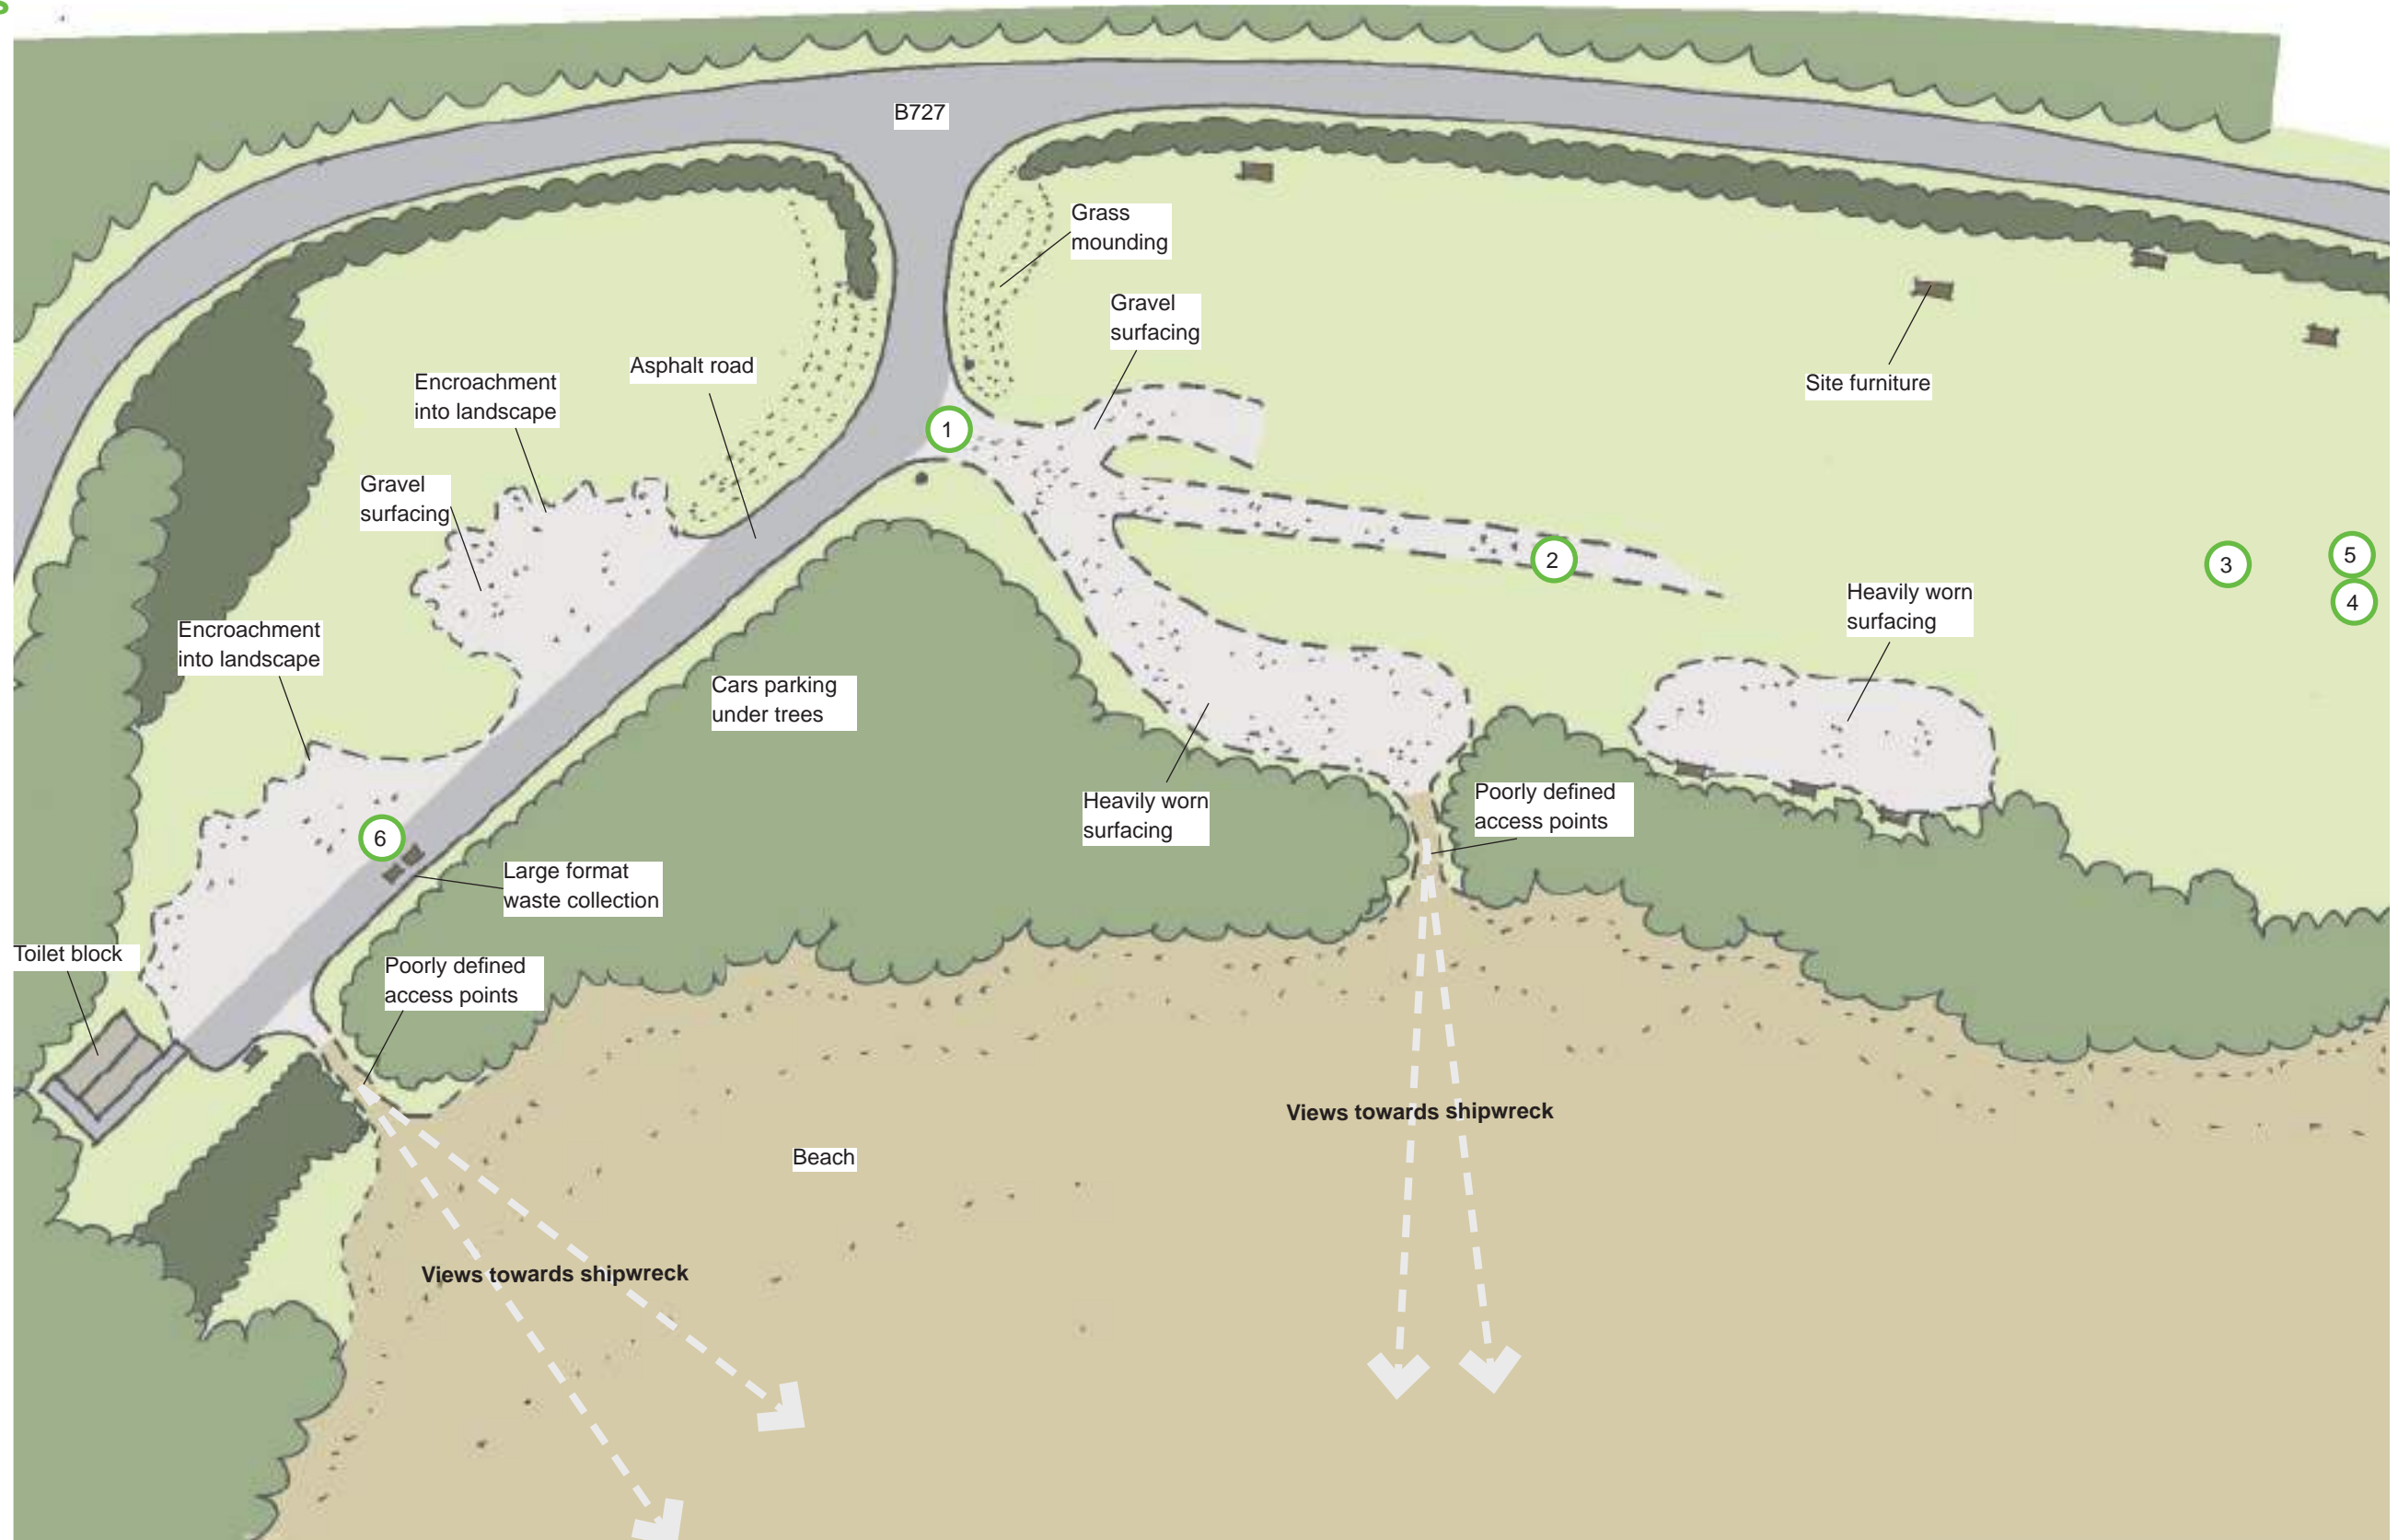 s
B727
Grass
mounding
Gravel
surfacing
Asphalt road
Encroachment
into landscape
Site furniture
1
Gravel
surfacing
2
3
5
4
Heavily worn
surfacing
Encroachment
into landscape
Cars parking
under trees
Heavily worn
surfacing
Poorly defined
access points
6
Large format
waste collection
Toilet block
Poorly defined
access points
Views towards shipwreck
Beach
Views towards shipwreck